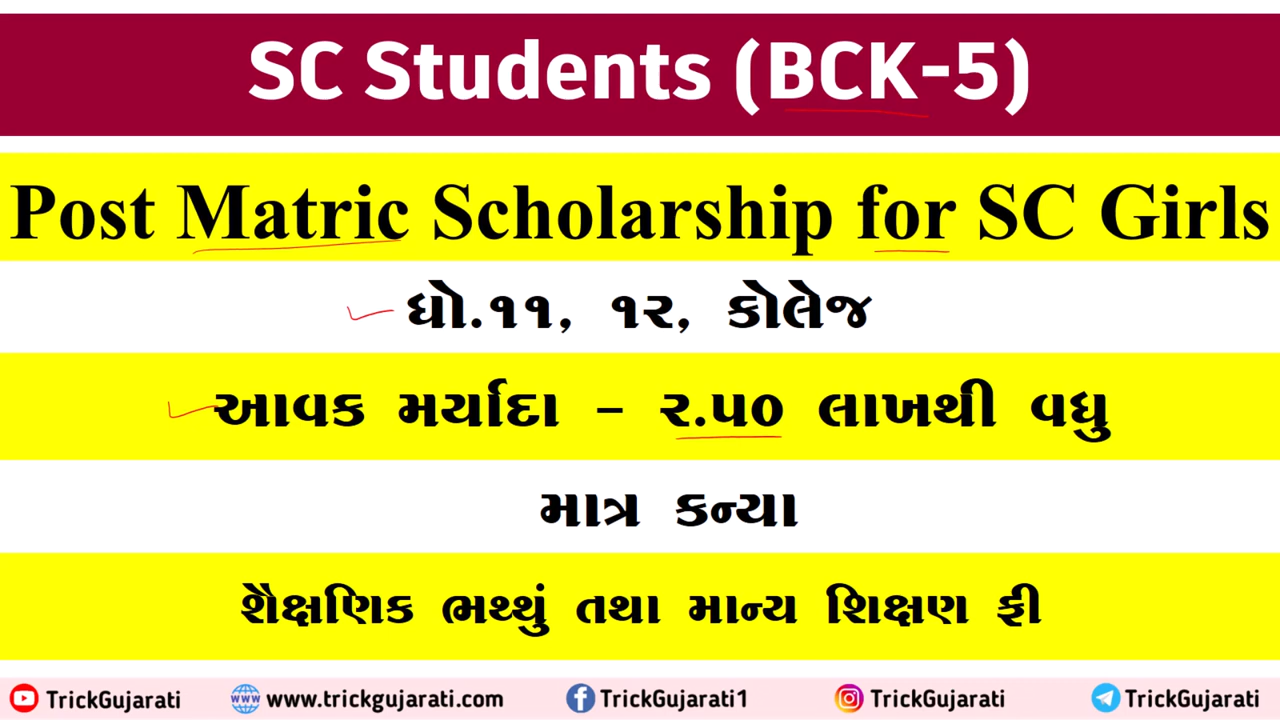 SC Students (BCK-5)
Post Matric Scholarship for SC Girls
ધો.૧૧, ૧૨, કોલેજ
આવક મર્યાદા – ૨.૫૦ લાખથી વધુ
માત્ર કન્યા
શૈક્ષણિક ભથ્થું તથા માન્ય શિક્ષણ ફી
TrickGujarati www.trickgujarati.com TrickGujarati1 TrickGujarati TrickGujarati